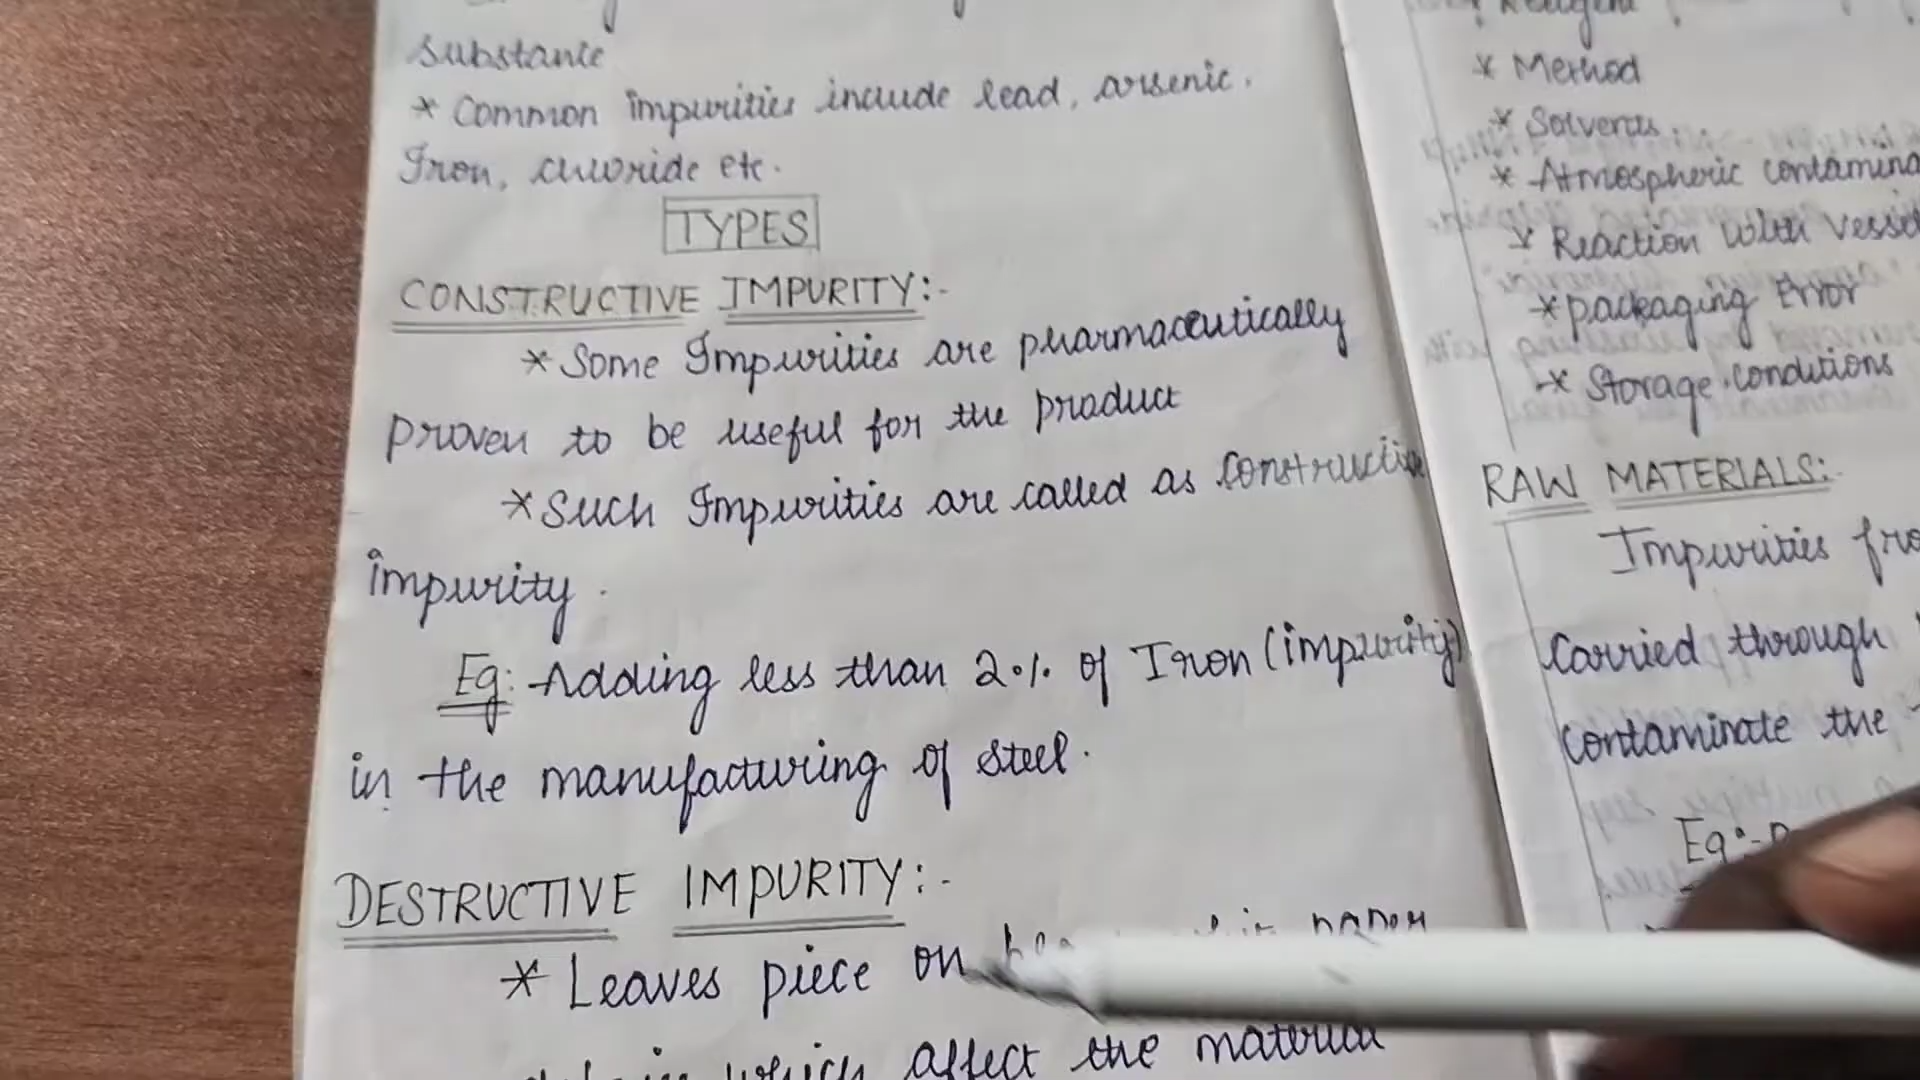 substance
* Common impurities include lead, arsenic.
Iron, chloride etc.
TYPES
CONSTRUCTIVE IMPURITY:-
* Some Impurities are pharmaceutically
proven to be useful for the product
* Such Impurities are called as constructive
impurity.
Eg: Adding less than 2% of Iron (impurity)
in the manufacturing of steel.
DESTRUCTIVE IMPURITY:-
* Leaves piece on
which affect the material
* Method
* Solvents
* Atmospheric contamina
* Reaction with vessel
* packaging Error
* Storage conditions
RAW MATERIALS:-
Impurities fro
carried through
contaminate the
Eg:-